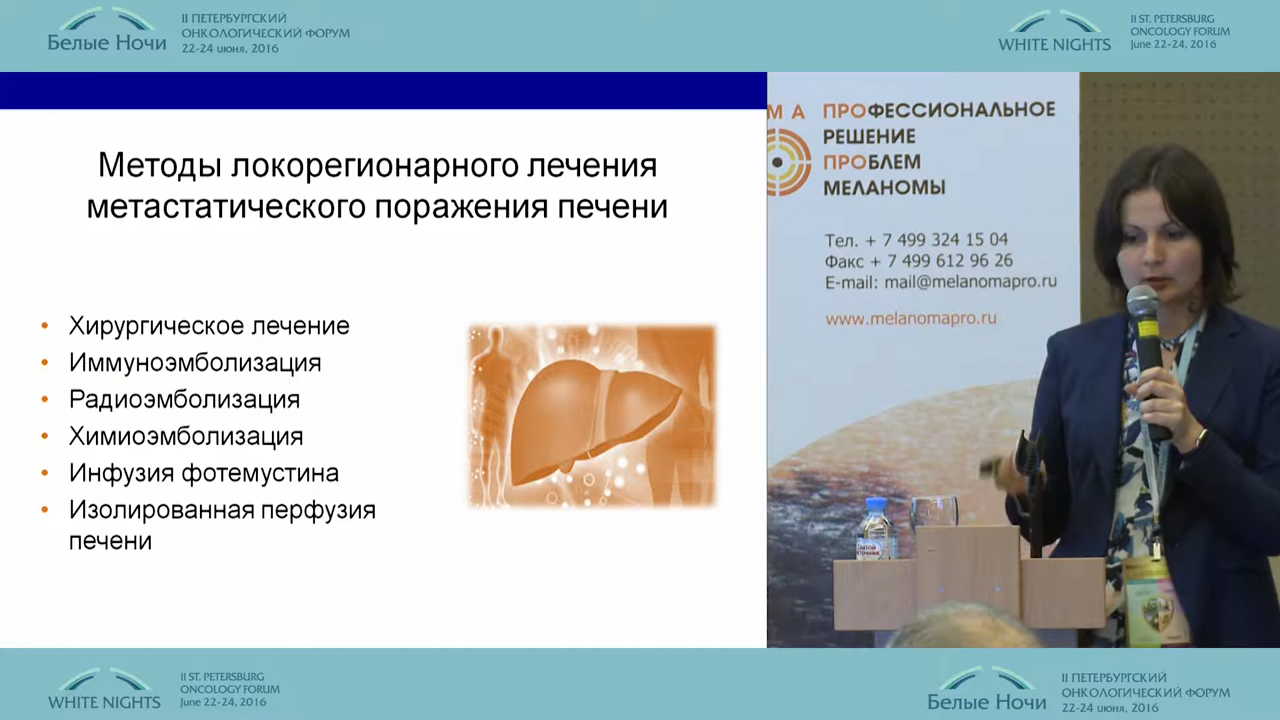 Белые Ночи
II ПЕТЕРБУРГСКИЙ
ОНКОЛОГИЧЕСКИЙ ФОРУМ
22-24 июня, 2016
WHITE NIGHTS
II ST. PETERSBURG
ONCOLOGY FORUM
June 22-24, 2016
Методы локорегионарного лечения
метастатического поражения печени
• Хирургическое лечение
• Иммуноэмболизация
• Радиоэмболизация
• Химиоэмболизация
• Инфузия фотемустина
• Изолированная перфузия
печени
М А
ПРОФЕССИОНАЛЬНОЕ
РЕШЕНИЕ
ПРОБЛЕМ
МЕЛАНОМЫ
Тел. + 7 499 324 15 04
Факс + 7 499 612 96 26
E-mail: mail@melanomapro.ru
www.melanomapro.ru
Святой
Источник
WHITE NIGHTS
II ST. PETERSBURG
ONCOLOGY FORUM
June 22-24, 2016
Белые Ночи
II ПЕТЕРБУРГСКИЙ
ОНКОЛОГИЧЕСКИЙ ФОРУМ
22-24 июня, 2016